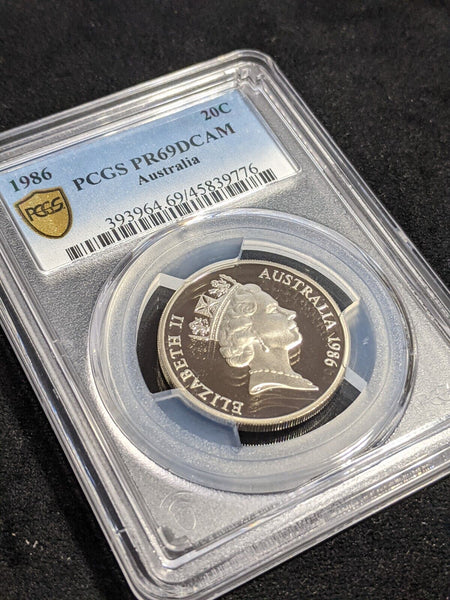 1986 20C
PCGS PR69DCAM
Australia
393964.69/45839776
PCGS
ELIZABETH II AUSTRALIA 1986